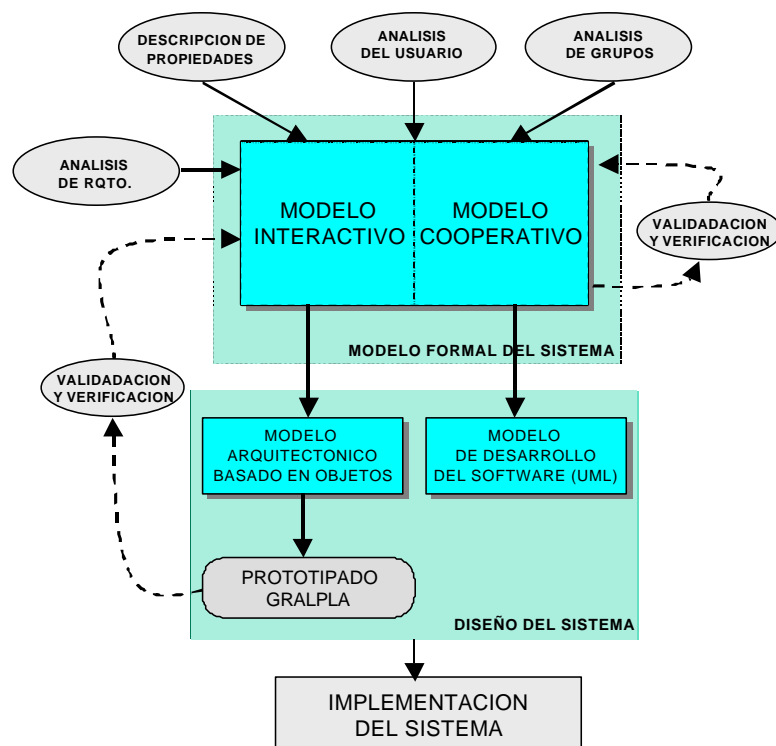 DESCRIPCION DE
PROPIEDADES
ANALISIS
DEL USUARIO
ANALISIS
DE GRUPOS
ANALISIS
DE RQTO.
MODELO
INTERACTIVO
MODELO
COOPERATIVO
VALIDADACION
Y VERIFICACION
MODELO FORMAL DEL SISTEMA
VALIDADACION
Y VERIFICACION
MODELO
ARQUITECTONICO
BASADO EN OBJETOS
MODELO
DE DESARROLLO
DEL SOFTWARE (UML)
PROTOTIPADO
GRALPLA
DISEÑO DEL SISTEMA
IMPLEMENTACION
DEL SISTEMA